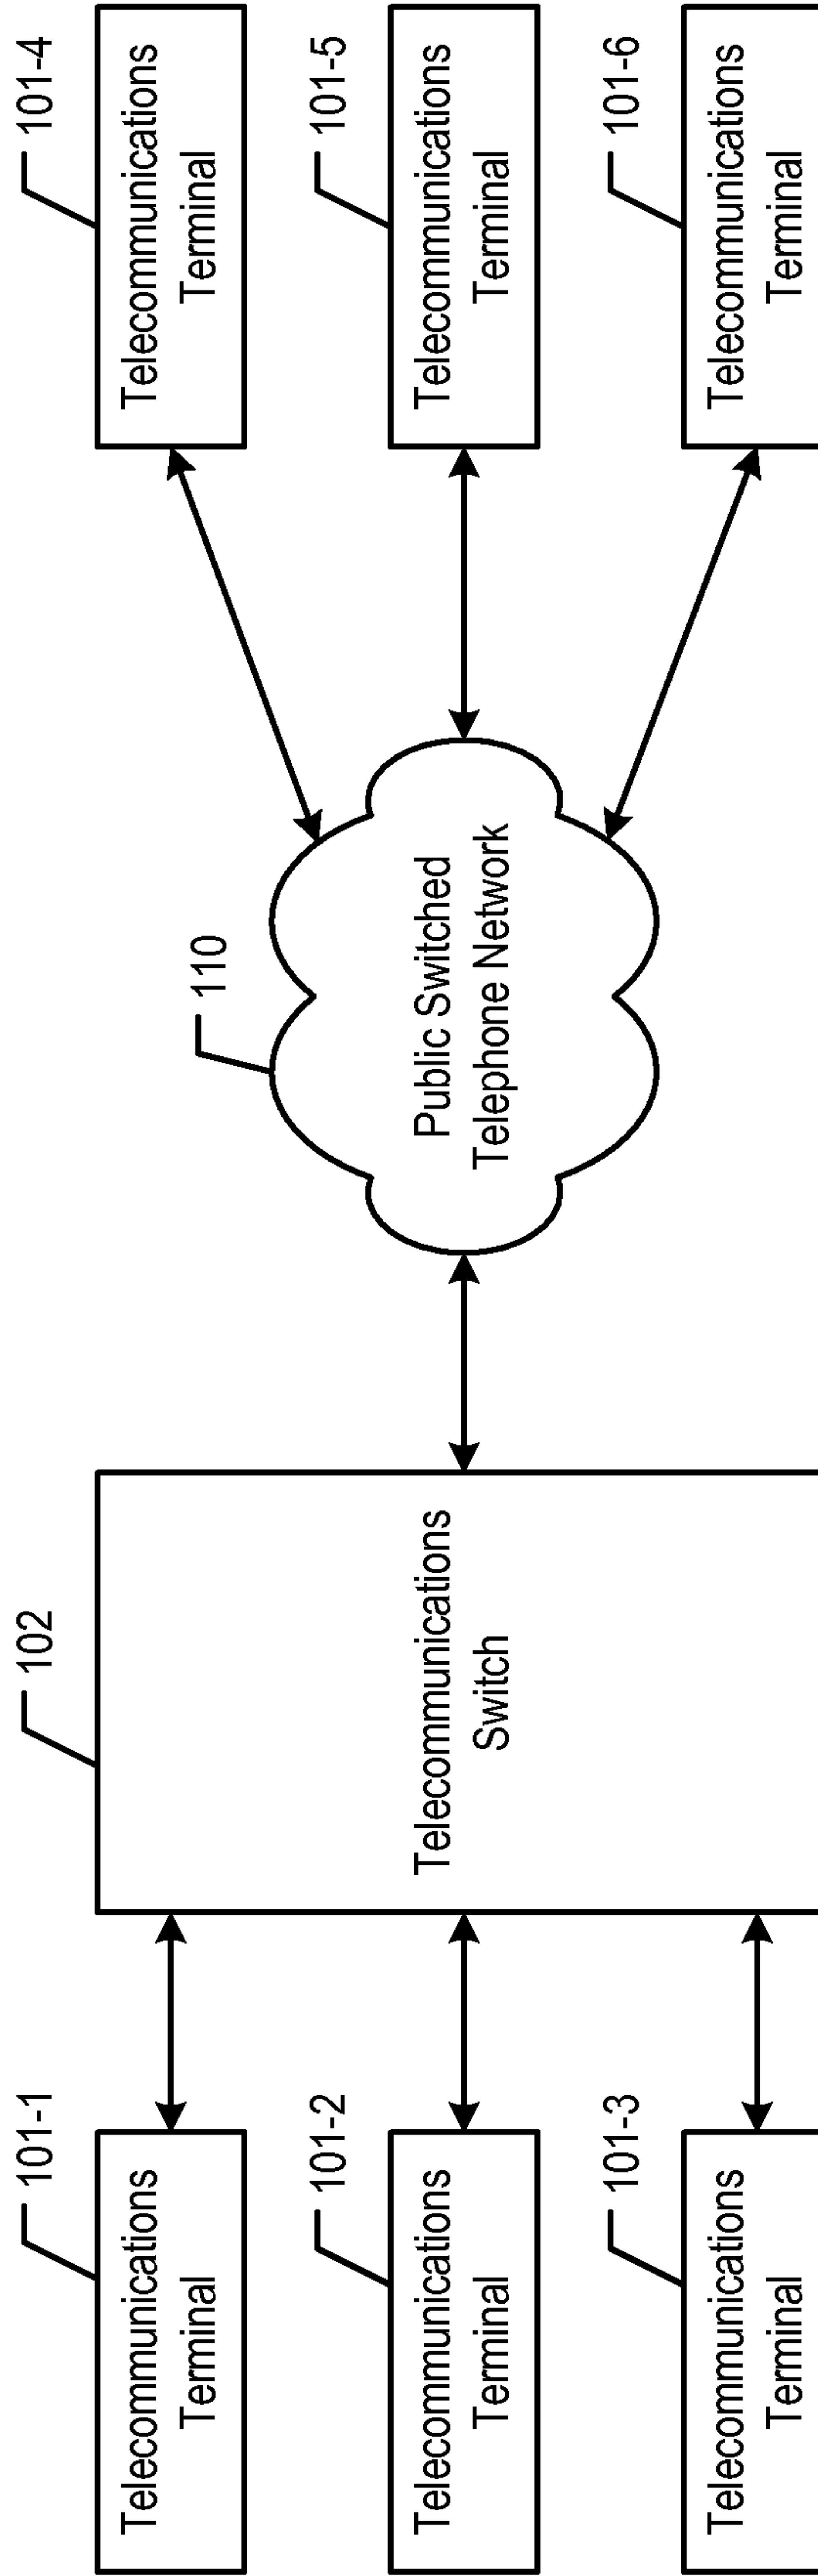 101-1
Telecommunications
Terminal
101-2
Telecommunications
Terminal
101-3
Telecommunications
Terminal
102
Telecommunications
Switch
110
Public Switched
Telephone Network
101-4
Telecommunications
Terminal
101-5
Telecommunications
Terminal
101-6
Telecommunications
Terminal